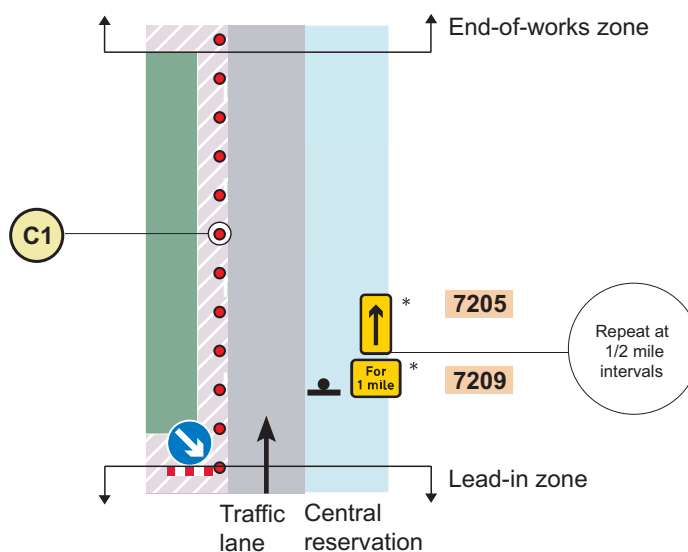 End-of-works zone
C1
*
7205
Repeat at
1/2 mile
intervals
For
1 mile
*
7209
Lead-in zone
Traffic
lane
Central
reservation